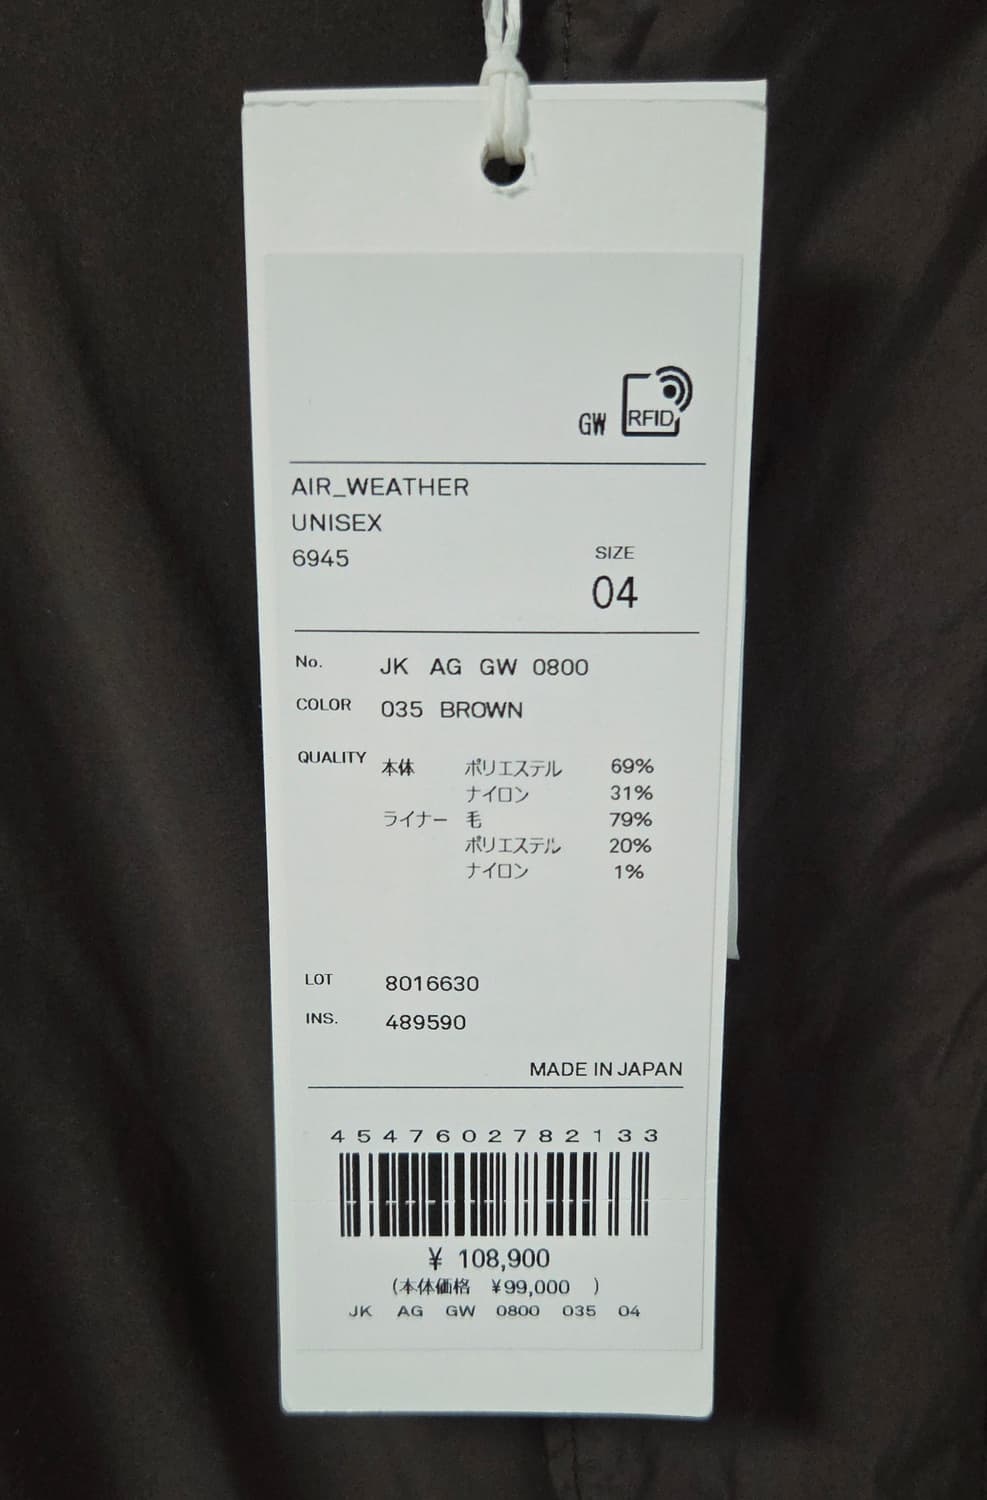 GW RFID
AIR_WEATHER
UNISEX
6945
SIZE
04
No. JK AG GW 0800
COLOR 035 BROWN
QUALITY 本体 ポリエステル 69%
ナイロン 31%
ライナー 毛 79%
ポリエステル 20%
ナイロン 1%
LOT 8016630
INS. 489590
MADE IN JAPAN
4547602782133
¥ 108,900
(本体価格 ¥99,000 )
JK AG GW 0800 035 04